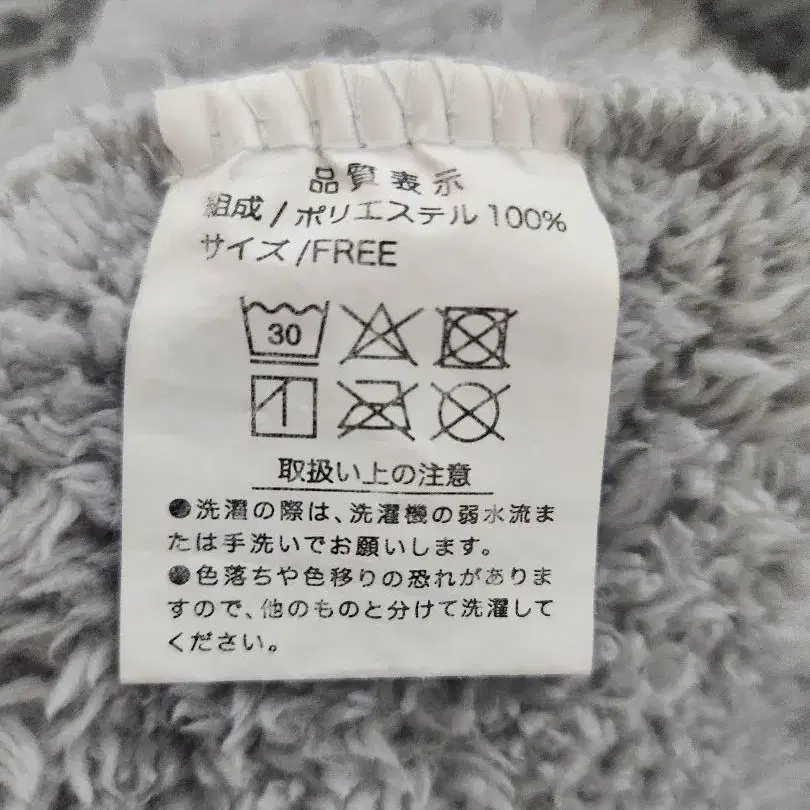 品質表示
組成/ポリエステル100%
サイズ/FREE
30
取扱い上の注意
●洗濯の際は、洗濯機の弱水流ま
たは手洗いでお願いします。
●色落ちや色移りの恐れがありま
すので、他のものと分けて洗濯して
ください。